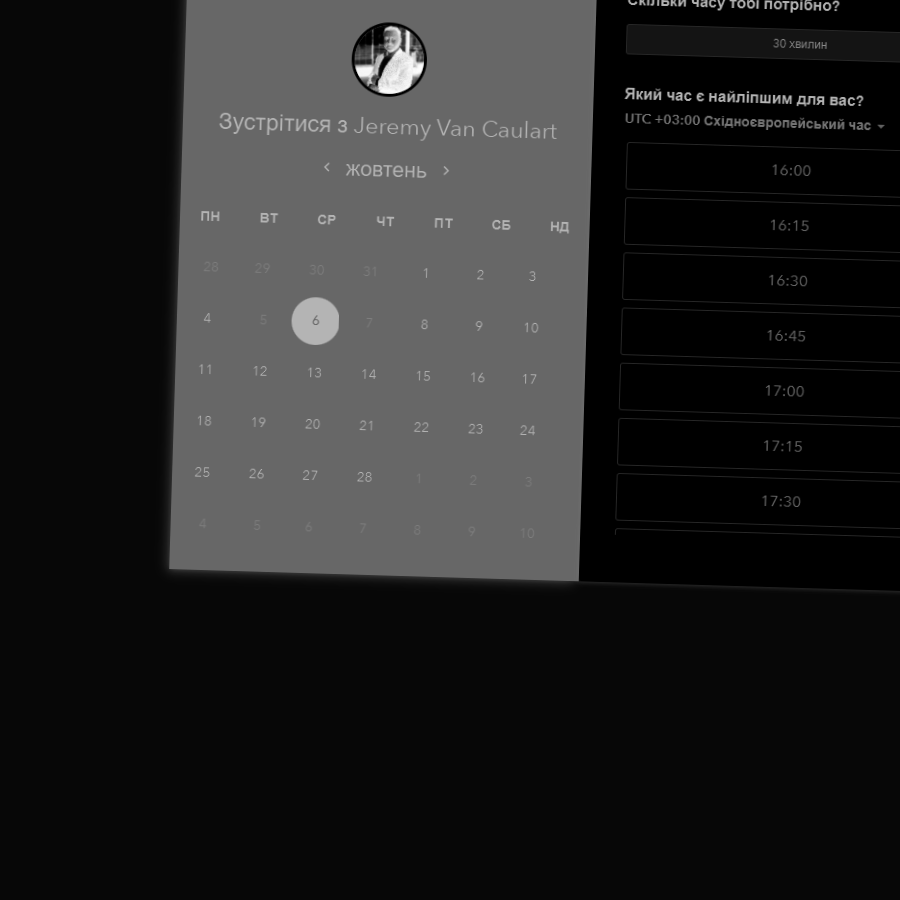 Зустрітися з Jeremy Van Caulart
жовтень
ПН ВТ СР ЧТ ПТ СБ НД
28 29 30 31 1 2 3
4 5 6 7 8 9 10
11 12 13 14 15 16 17
18 19 20 21 22 23 24
25 26 27 28 1 2 3
4 5 6 7 8 9 10
Скільки часу тобі потрібно?
30 хвилин
Який час є найліпшим для вас?
UTC +03:00 Східноєвропейський час
16:00
16:15
16:30
16:45
17:00
17:15
17:30